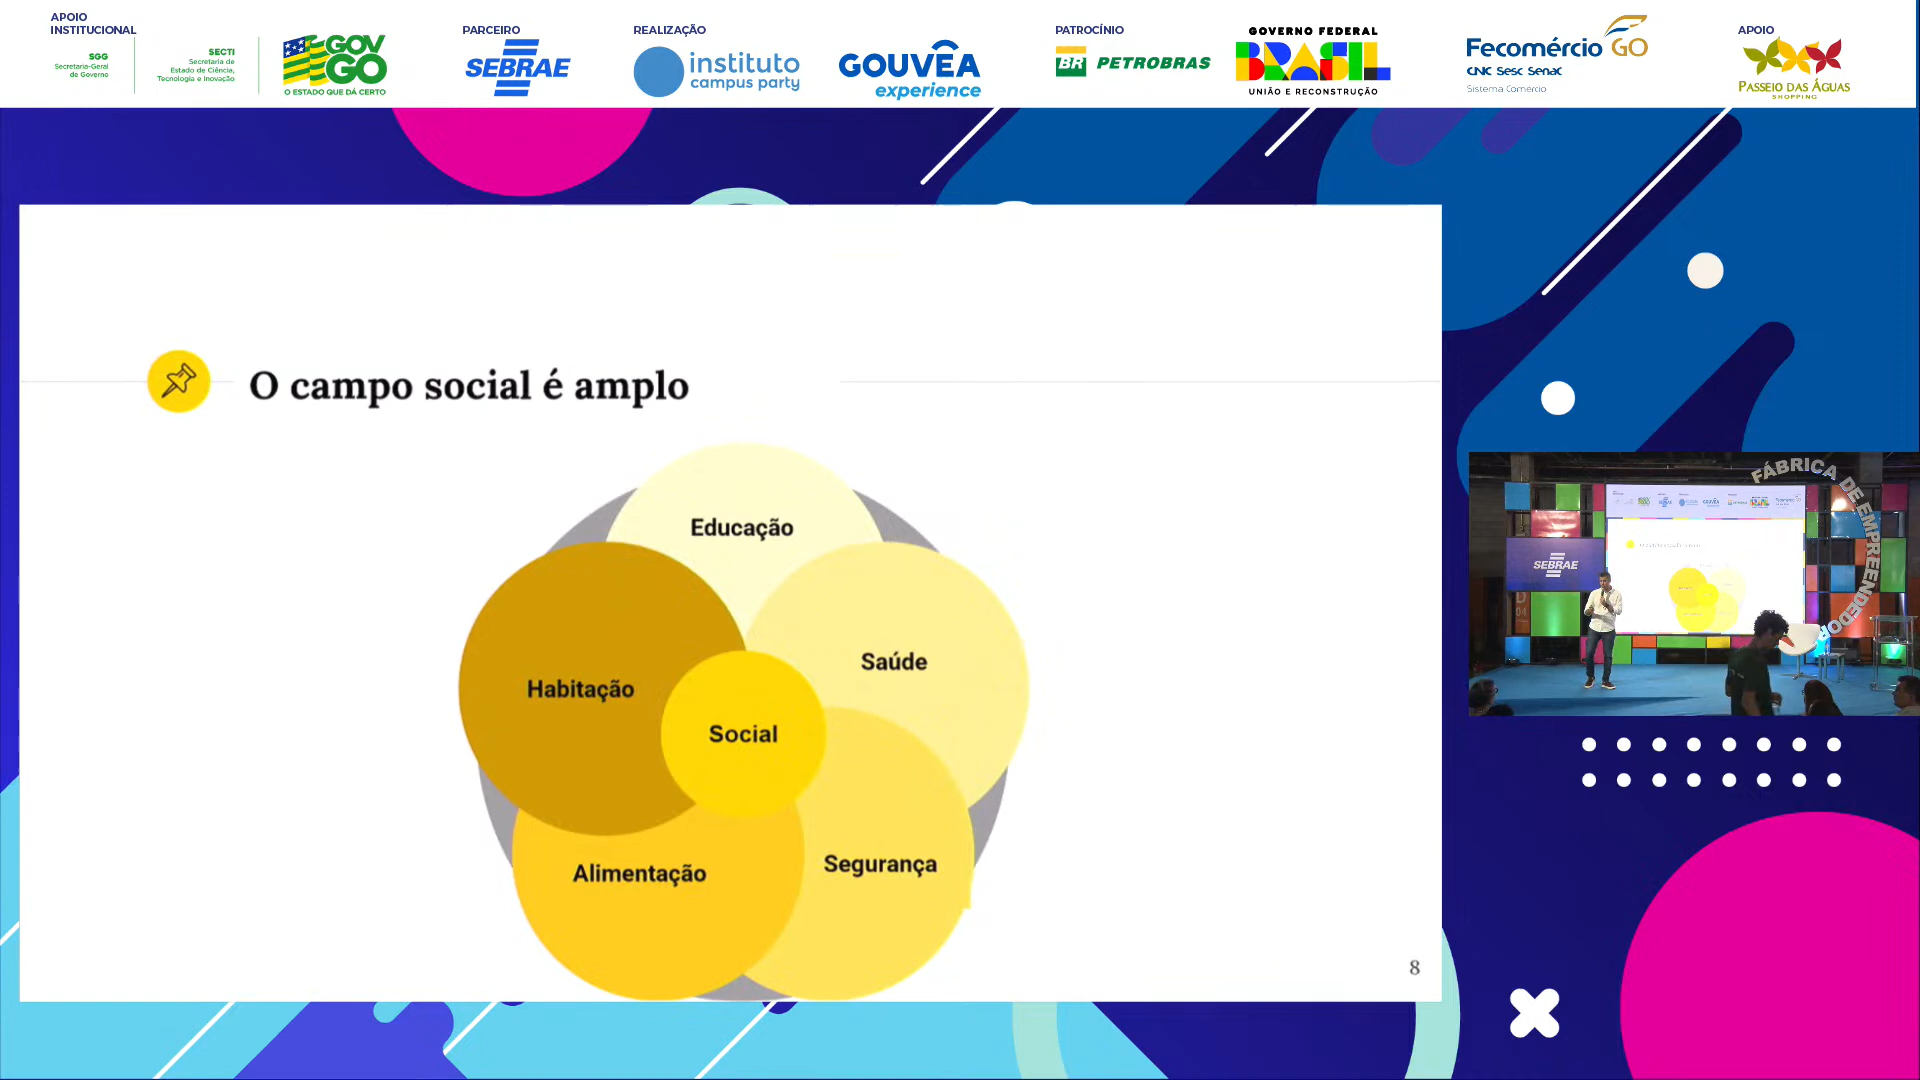 APOIO
INSTITUCIONAL
SGG
Secretaria-Geral
de Governo
SECTI
Secretaria de
Estado de Ciência,
Tecnologia e Inovação
GOV
GO
O ESTADO QUE DÁ CERTO
PARCEIRO
SEBRAE
REALIZAÇÃO
instituto
campus party
GOUVÊA
experience
PATROCÍNIO
BR PETROBRAS
GOVERNO FEDERAL
BRASIL
UNIÃO E RECONSTRUÇÃO
Fecomércio GO
CNC Sesc Senac
Sistema Comércio
APOIO
PASSEIO DAS ÁGUAS
SHOPPING
O campo social é amplo
Educação
Saúde
Habitação
Social
Segurança
Alimentação
8
FÁBRICA DE EMPREENDEDOR
SEBRAE